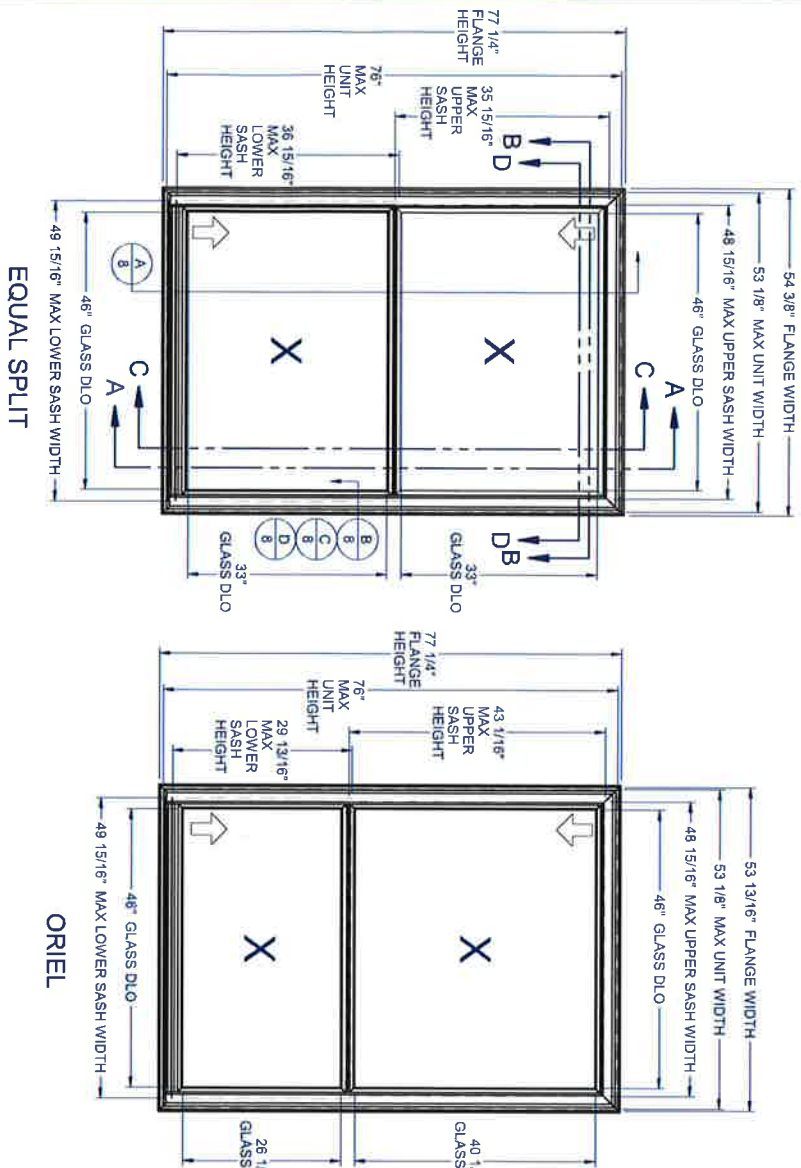 54 3/8" FLANGE WIDTH
53 1/8" MAX UNIT WIDTH
48 15/16" MAX UPPER SASH WIDTH
46" GLASS DLO
77 1/4"
FLANGE
HEIGHT
76"
MAX
UNIT
HEIGHT
35 15/16"
MAX
UPPER
SASH
HEIGHT
36 15/16"
MAX
LOWER
SASH
HEIGHT
B
D
C
A
X
X
D
B
33"
GLASS DLO
33"
GLASS DLO
B
8
C
8
D
8
A
8
C
A
46" GLASS DLO
49 15/16" MAX LOWER SASH WIDTH
EQUAL SPLIT
53 13/16" FLANGE WIDTH
53 1/8" MAX UNIT WIDTH
48 15/16" MAX UPPER SASH WIDTH
46" GLASS DLO
77 1/4"
FLANGE
HEIGHT
76"
MAX
UNIT
HEIGHT
43 1/16"
MAX
UPPER
SASH
HEIGHT
29 13/16"
MAX
LOWER
SASH
HEIGHT
X
X
40
GLASS
26
GLASS
46" GLASS DLO
49 15/16" MAX LOWER SASH WIDTH
ORIEL